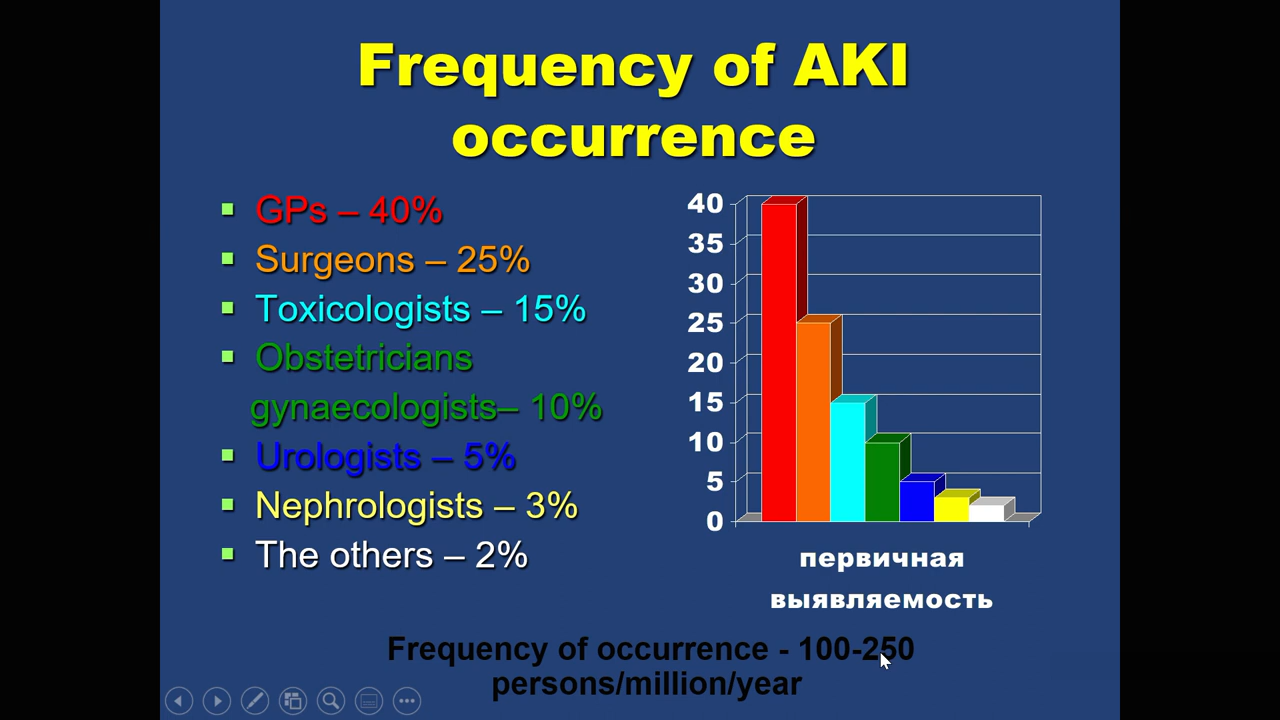 Frequency of AKI
occurrence
GPs – 40%
Surgeons – 25%
Toxicologists – 15%
Obstetricians
gynaecologists– 10%
Urologists – 5%
Nephrologists – 3%
The others – 2%
40
35
30
25
20
15
10
5
0
первичная
выявляемость
Frequency of occurrence - 100-250
persons/million/year